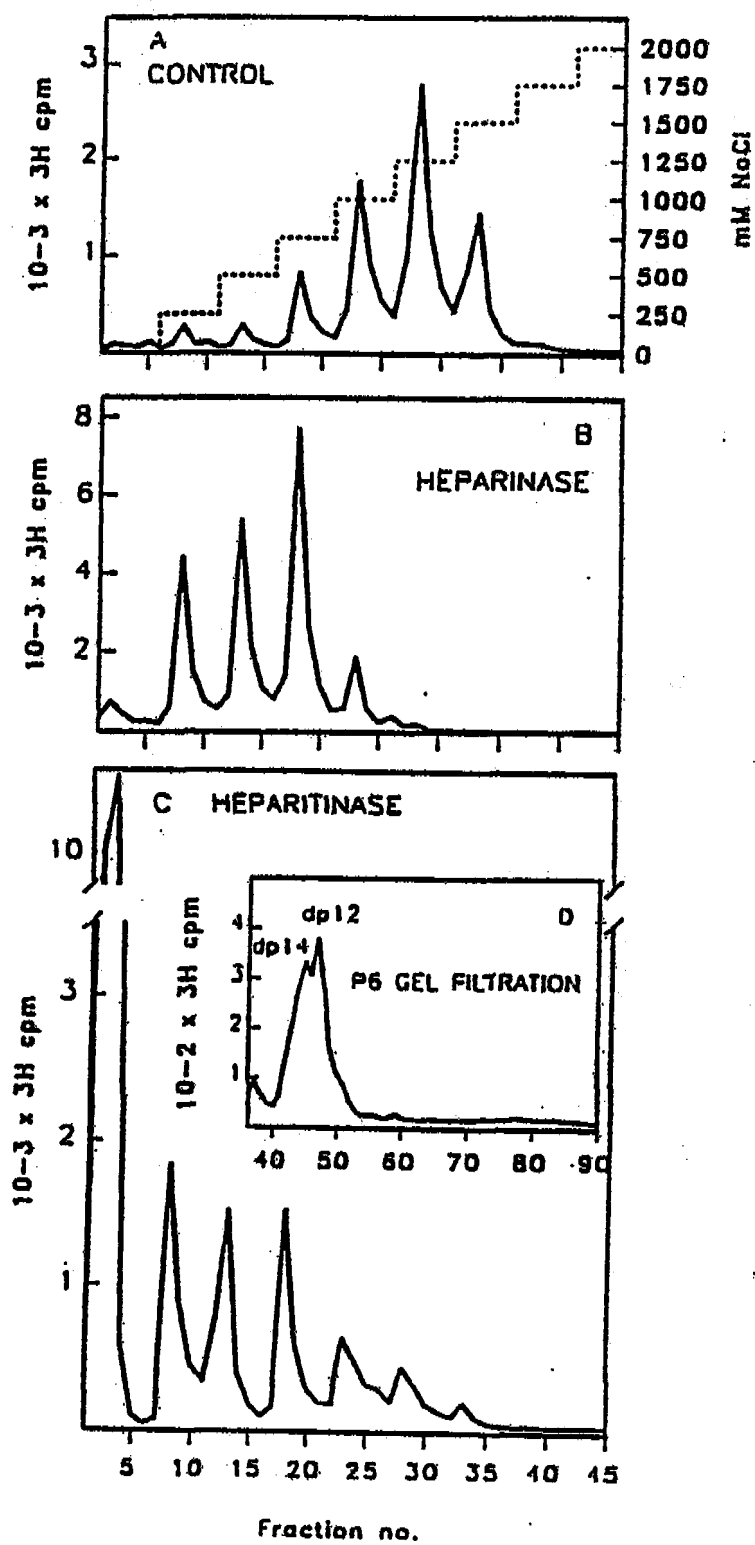 A
CONTROL
3
2
1
10-3 x 3H cpm
2000
1750
1500
1250
1000
750
500
250
0
mM NoCl
B
HEPARINASE
8
6
4
2
10-3 x 3H cpm
C HEPARITINASE
10
3
2
1
10-3 x 3H cpm
D
dp12
dp14
P6 GEL FILTRATION
4
3
2
1
10-2 x 3H cpm
40 50 60 70 80 90
5 10 15 20 25 30 35 40 45
Fraction no.